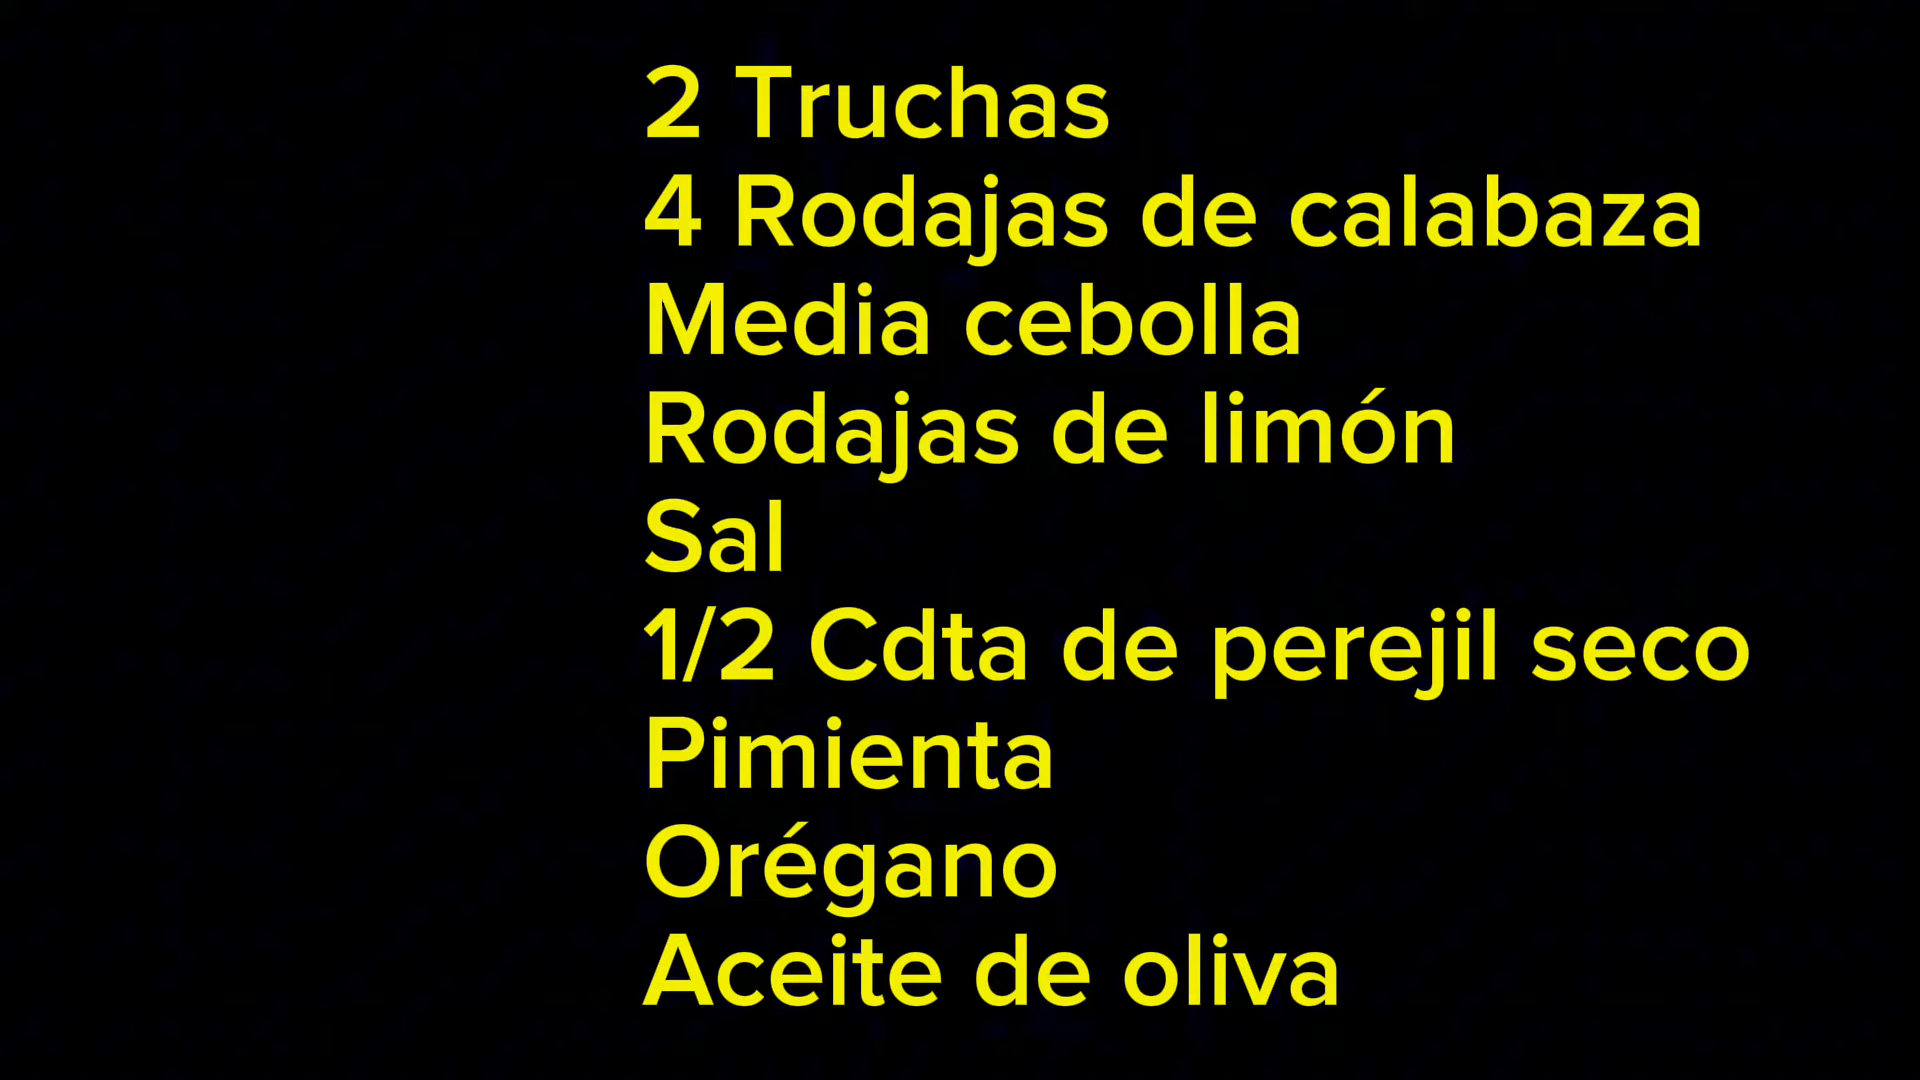 2 Truchas
4 Rodajas de calabaza
Media cebolla
Rodajas de limón
Sal
1/2 Cdta de perejil seco
Pimienta
Orégano
Aceite de oliva